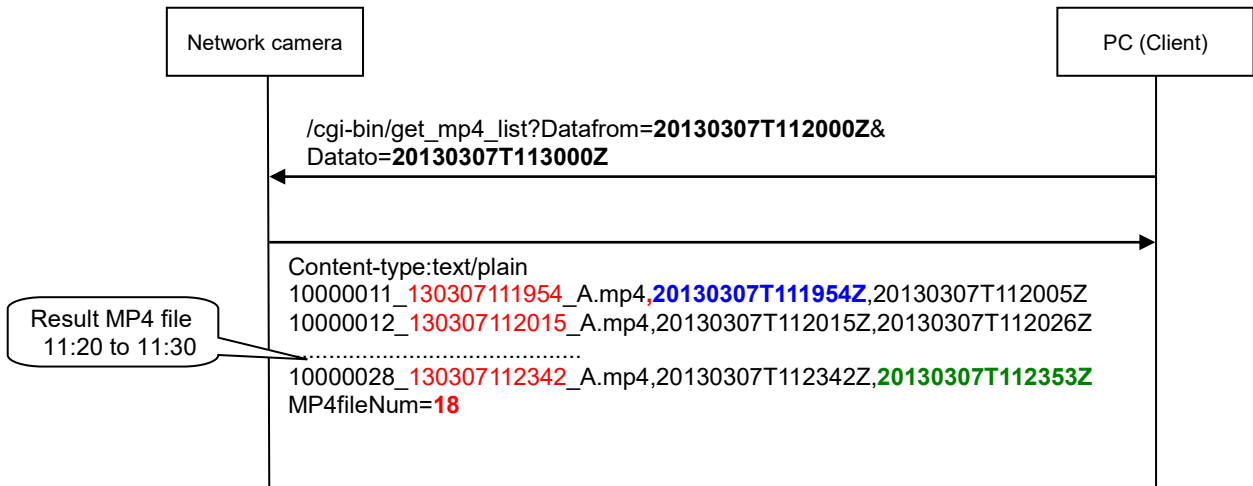 Network camera
PC (Client)
/cgi-bin/get_mp4_list?Datafrom=20130307T112000Z&
Datato=20130307T113000Z
Content-type:text/plain
10000011_130307111954_A.mp4,20130307T111954Z,20130307T112005Z
10000012_130307112015_A.mp4,20130307T112015Z,20130307T112026Z
Result MP4 file
11:20 to 11:30
..........................................
10000028_130307112342_A.mp4,20130307T112342Z,20130307T112353Z
MP4fileNum=18